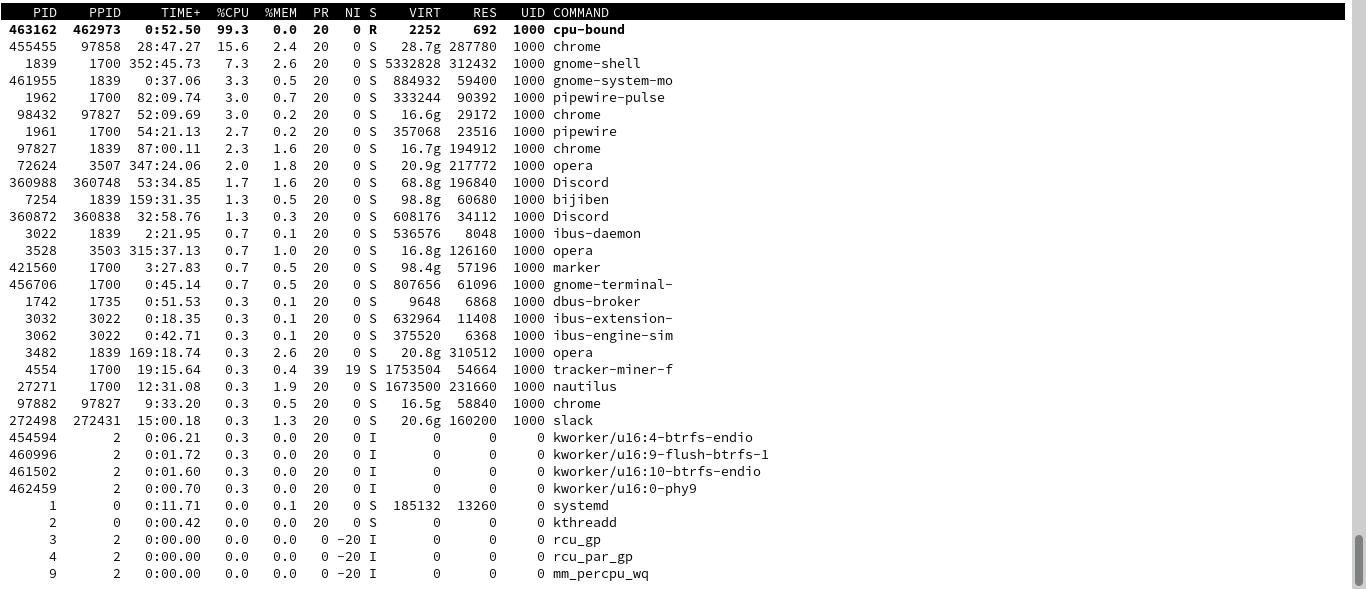 PID PPID TIME+ %CPU %MEM PR NI S VIRT RES UID COMMAND
463162 462973 0:52.50 99.3 0.0 20 0 R 2252 692 1000 cpu-bound
455455 97858 28:47.27 15.6 2.4 20 0 S 28.7g 287780 1000 chrome
1839 1700 352:45.73 7.3 2.6 20 0 S 5332828 312432 1000 gnome-shell
461955 1839 0:37.06 3.3 0.5 20 0 S 884932 59400 1000 gnome-system-mo
1962 1700 82:09.74 3.0 0.7 20 0 S 333244 90392 1000 pipewire-pulse
98432 97827 52:09.69 3.0 0.2 20 0 S 16.6g 29172 1000 chrome
1961 1700 54:21.13 2.7 0.2 20 0 S 357068 23516 1000 pipewire
97827 1839 87:00.11 2.3 1.6 20 0 S 16.7g 194912 1000 chrome
72624 3507 347:24.06 2.0 1.8 20 0 S 20.9g 217772 1000 opera
360988 360748 53:34.85 1.7 1.6 20 0 S 68.8g 196840 1000 Discord
7254 1839 159:31.35 1.3 0.5 20 0 S 98.8g 60680 1000 bijiben
360872 360838 32:58.76 1.3 0.3 20 0 S 608176 34112 1000 Discord
3022 1839 2:21.95 0.7 0.1 20 0 S 536576 8048 1000 ibus-daemon
3528 3503 315:37.13 0.7 1.0 20 0 S 16.8g 126160 1000 opera
421560 1700 3:27.83 0.7 0.5 20 0 S 98.4g 57196 1000 marker
456706 1700 0:45.14 0.7 0.5 20 0 S 807656 61096 1000 gnome-terminal-
1742 1735 0:51.53 0.3 0.1 20 0 S 9648 6868 1000 dbus-broker
3032 3022 0:18.35 0.3 0.1 20 0 S 632964 11408 1000 ibus-extension-
3062 3022 0:42.71 0.3 0.1 20 0 S 375520 6368 1000 ibus-engine-sim
3482 1839 169:18.74 0.3 2.6 20 0 S 20.8g 310512 1000 opera
4554 1700 19:15.64 0.3 0.4 39 19 S 1753504 54664 1000 tracker-miner-f
27271 1700 12:31.08 0.3 1.9 20 0 S 1673500 231660 1000 nautilus
97882 97827 9:33.20 0.3 0.5 20 0 S 16.5g 58840 1000 chrome
272498 272431 15:00.18 0.3 1.3 20 0 S 20.6g 160200 1000 slack
454594 2 0:06.21 0.3 0.0 20 0 I 0 0 0 kworker/u16:4-btrfs-endio
460996 2 0:01.72 0.3 0.0 20 0 I 0 0 0 kworker/u16:9-flush-btrfs-1
461502 2 0:01.60 0.3 0.0 20 0 I 0 0 0 kworker/u16:10-btrfs-endio
462459 2 0:00.70 0.3 0.0 20 0 I 0 0 0 kworker/u16:0-phy9
1 0 0:11.71 0.0 0.1 20 0 S 185132 13260 0 systemd
2 0 0:00.42 0.0 0.0 20 0 S 0 0 0 kthreadd
3 2 0:00.00 0.0 0.0 0 -20 I 0 0 0 rcu_gp
4 2 0:00.00 0.0 0.0 0 -20 I 0 0 0 rcu_par_gp
9 2 0:00.00 0.0 0.0 0 -20 I 0 0 0 mm_percpu_wq